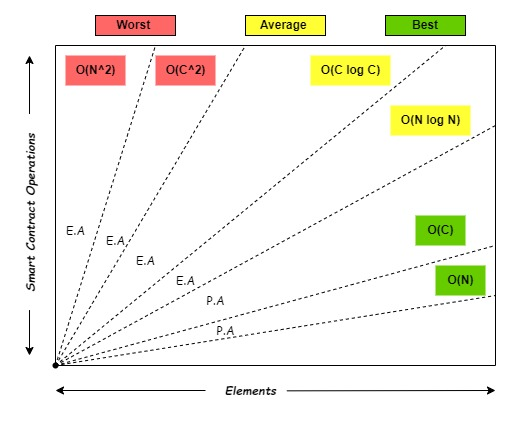 Worst
Average
Best
O(N^2)
O(C^2)
O(C log C)
O(N log N)
O(C)
O(N)
E.A
E.A
E.A
E.A
P.A
P.A
Smart Contract Operations
Elements